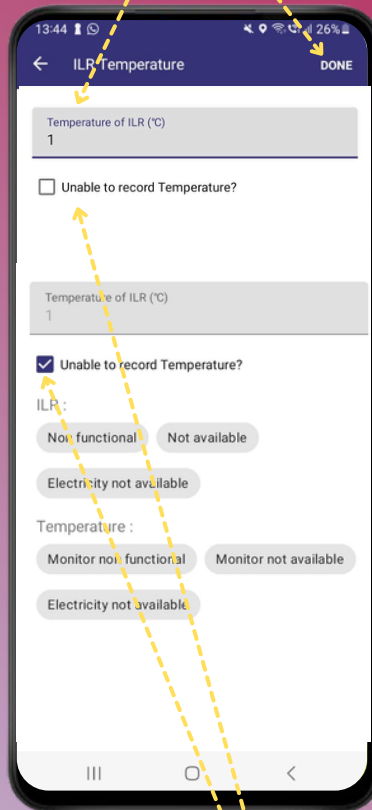 13:44 26%
ILR Temperature DONE
Temperature of ILR (°C)
1
Unable to record Temperature?
Temperature of ILR (°C)
1
Unable to record Temperature?
ILR :
Non functional Not available
Electricity not available
Temperature :
Monitor non functional Monitor not available
Electricity not available